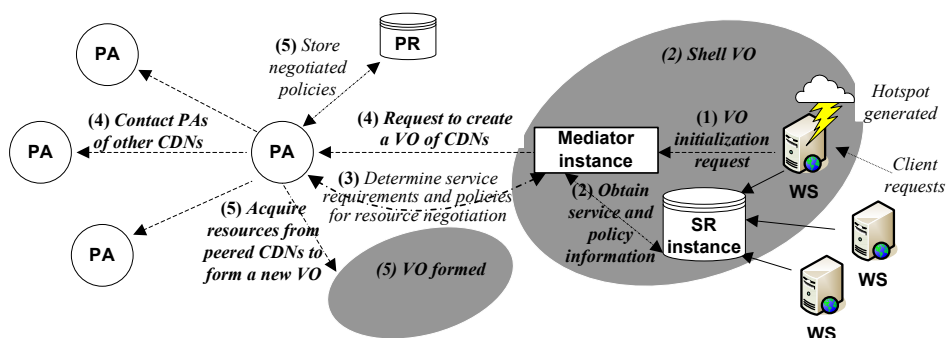 PA
(5) Store
negotiated
policies
PR
(2) Shell VO
Hotspot
generated
(4) Contact PAs
of other CDNs
PA
PA
(4) Request to create
a VO of CDNs
Mediator
instance
(1) VO
initialization
request
WS
Client
requests
(3) Determine service
requirements and policies
for resource negotiation
(2) Obtain
service and
policy
information
SR
instance
WS
WS
PA
(5) Acquire
resources from
peered CDNs to
form a new VO
(5) VO formed